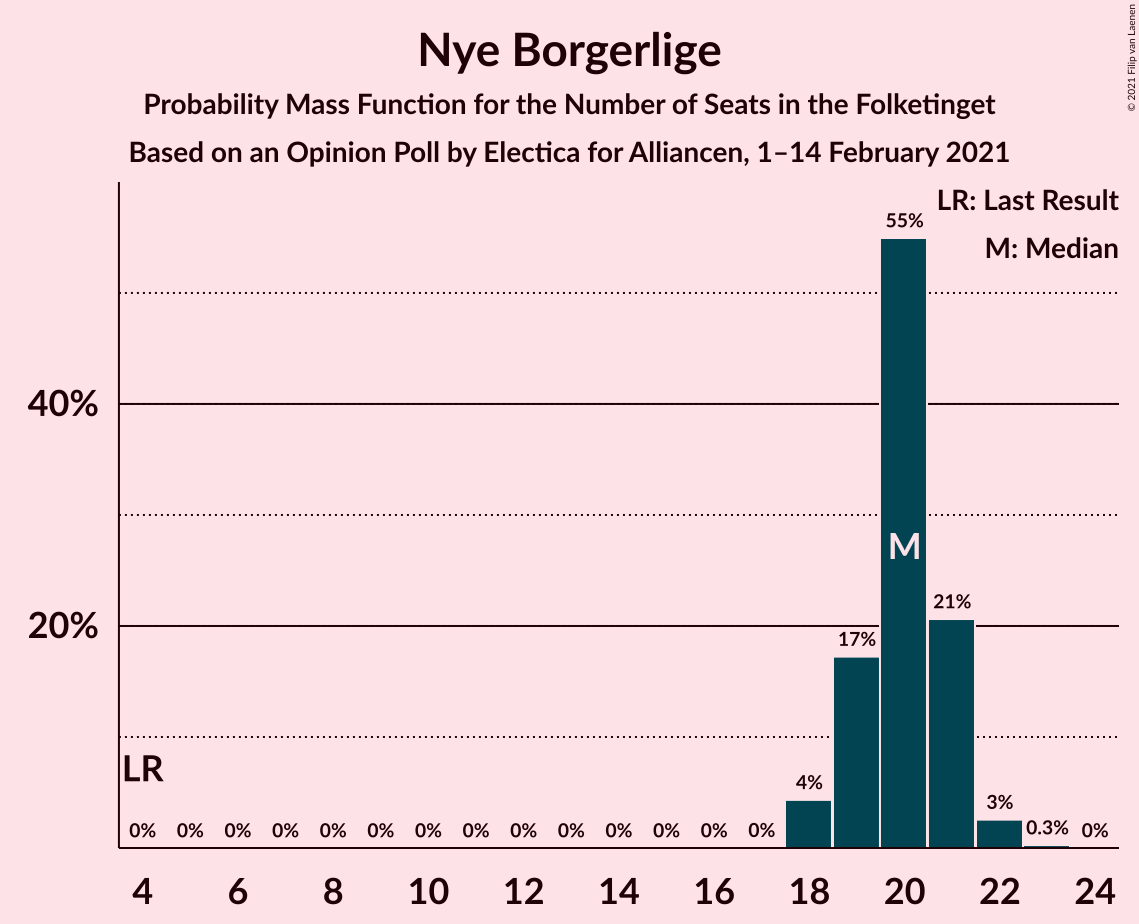 Nye Borgerlige
Probability Mass Function for the Number of Seats in the Folketinget
Based on an Opinion Poll by Electica for Alliancen, 1–14 February 2021
© 2021 Filip van Laenen
LR: Last Result
M: Median
55%
40%
M
21%
20%
17%
LR
4%
3%
0% 0% 0% 0% 0% 0% 0% 0% 0% 0% 0% 0% 0% 0% 0.3% 0%
4 6 8 10 12 14 16 18 20 22 24